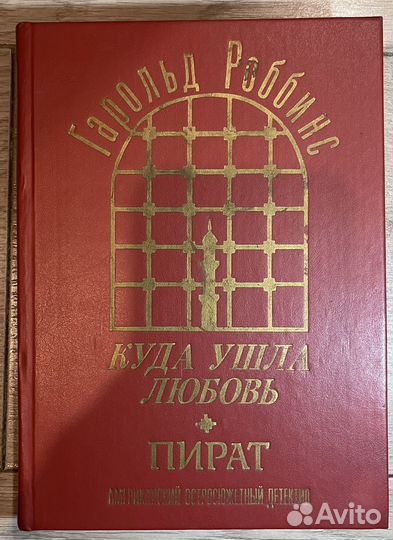 Гарольд Роббинс
КУДА УШЛА
ЛЮБОВЬ
ПИРАТ
АМЕРИКАНСКИЙ ОСТРОСЮЖЕТНЫЙ ДЕТЕКТИВ
Avito